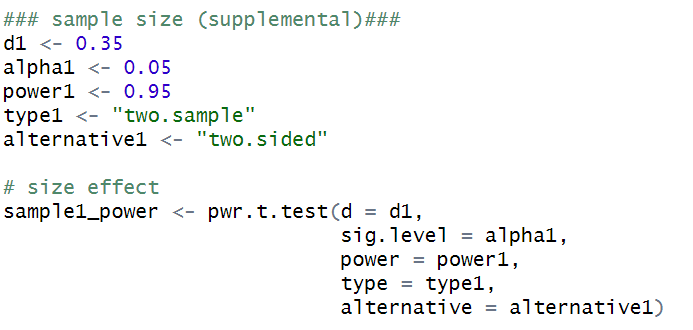 ### sample size (supplemental)###
d1 <- 0.35
alpha1 <- 0.05
power1 <- 0.95
type1 <- "two.sample"
alternative1 <- "two.sided"
# size effect
sample1_power <- pwr.t.test(d = d1,
sig.level = alpha1,
power = power1,
type = type1,
alternative = alternative1)